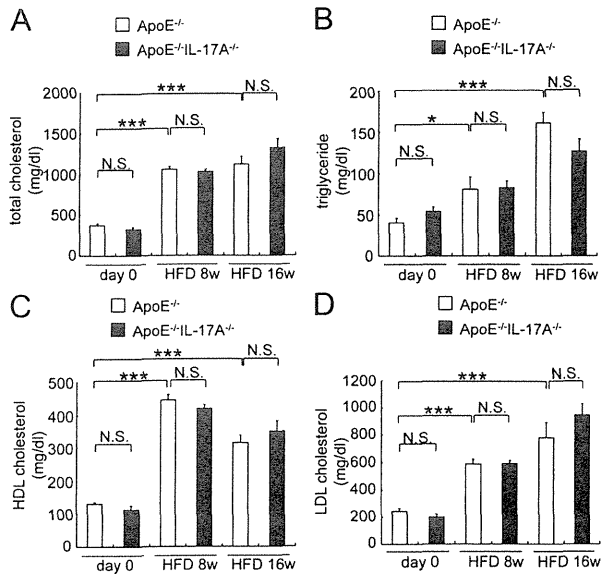 A
ApoE-/-
ApoE-/-IL-17A-/-
total cholesterol
(mg/dl)
2000
1500
1000
500
0
***
N.S.
***
N.S.
N.S.
day 0
HFD 8w
HFD 16w
B
ApoE-/-
ApoE-/-IL-17A-/-
triglyceride
(mg/dl)
200
150
100
50
0
***
N.S.
*
N.S.
N.S.
day 0
HFD 8w
HFD 16w
C
ApoE-/-
ApoE-/-IL-17A-/-
HDL cholesterol
(mg/dl)
500
400
300
200
100
0
***
N.S.
***
N.S.
N.S.
day 0
HFD 8w
HFD 16w
D
ApoE-/-
ApoE-/-IL-17A-/-
LDL cholesterol
(mg/dl)
1200
1000
800
600
400
200
0
***
N.S.
***
N.S.
N.S.
day 0
HFD 8w
HFD 16w